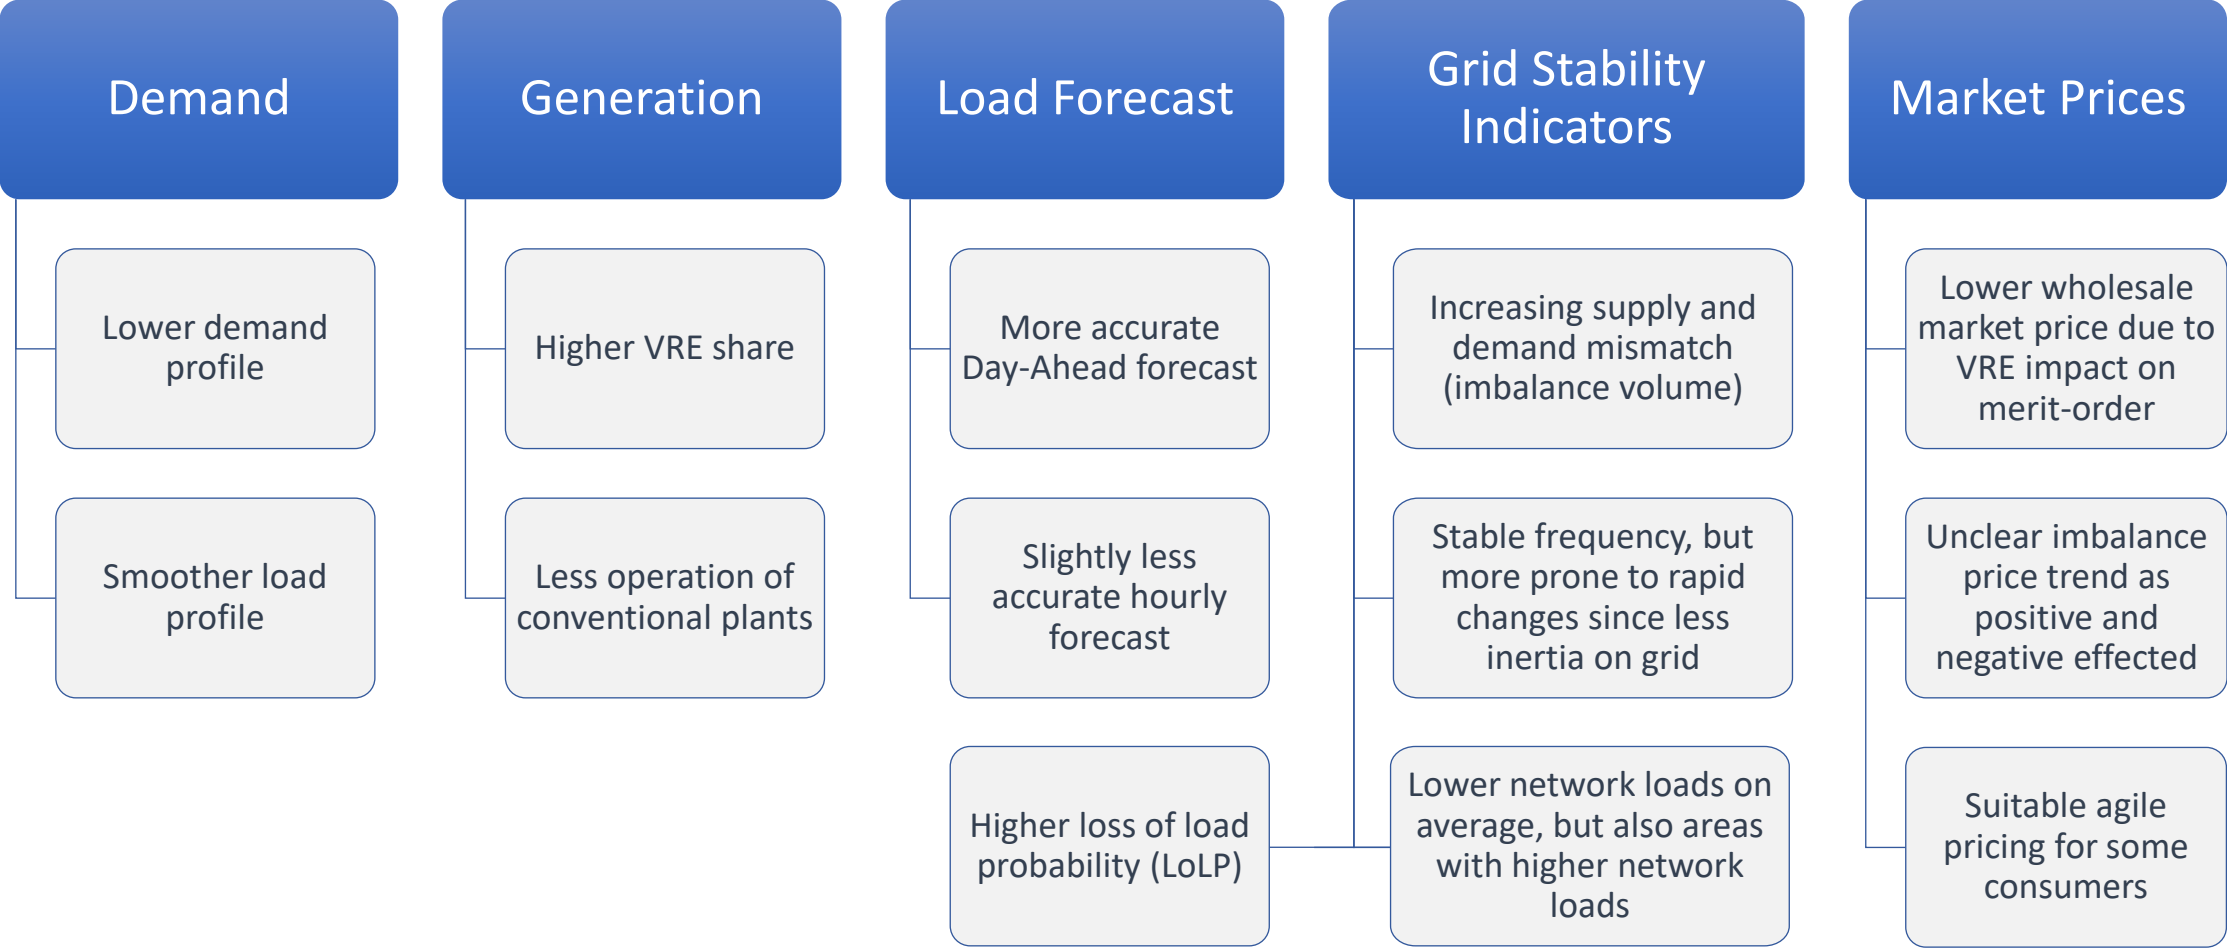 Demand
Lower demand
profile
Smoother load
profile
Generation
Higher VRE share
Less operation of
conventional plants
Load Forecast
More accurate
Day-Ahead forecast
Slightly less
accurate hourly
forecast
Grid Stability
Indicators
Increasing supply and
demand mismatch
(imbalance volume)
Stable frequency, but
more prone to rapid
changes since less
inertia on grid
Higher loss of load
probability (LoLP)
Lower network loads on
average, but also areas
with higher network
loads
Market Prices
Lower wholesale
market price due to
VRE impact on
merit-order
Unclear imbalance
price trend as
positive and
negative effected
Suitable agile
pricing for some
consumers